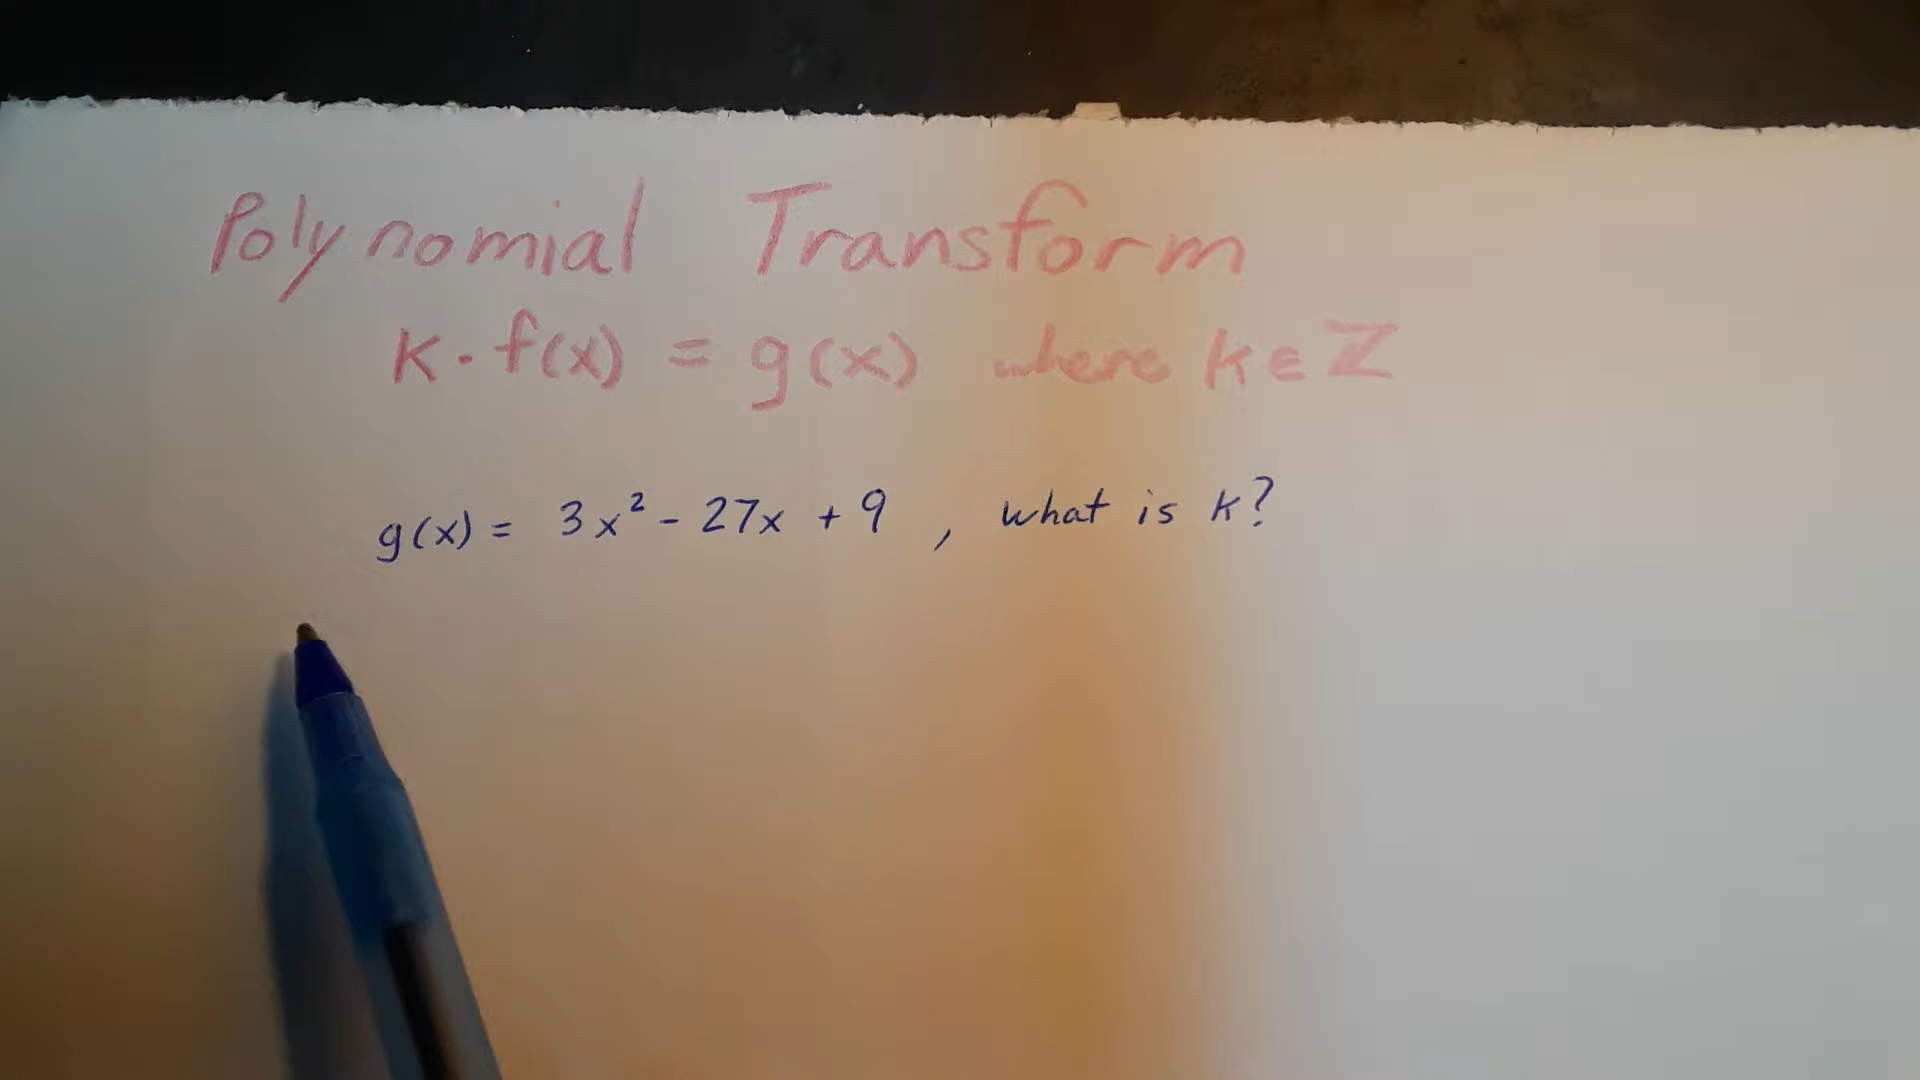 Polynomial Transform
K · f(x) = g(x) where k ∈ Z
g(x) = 3x² - 27x + 9 , what is k?